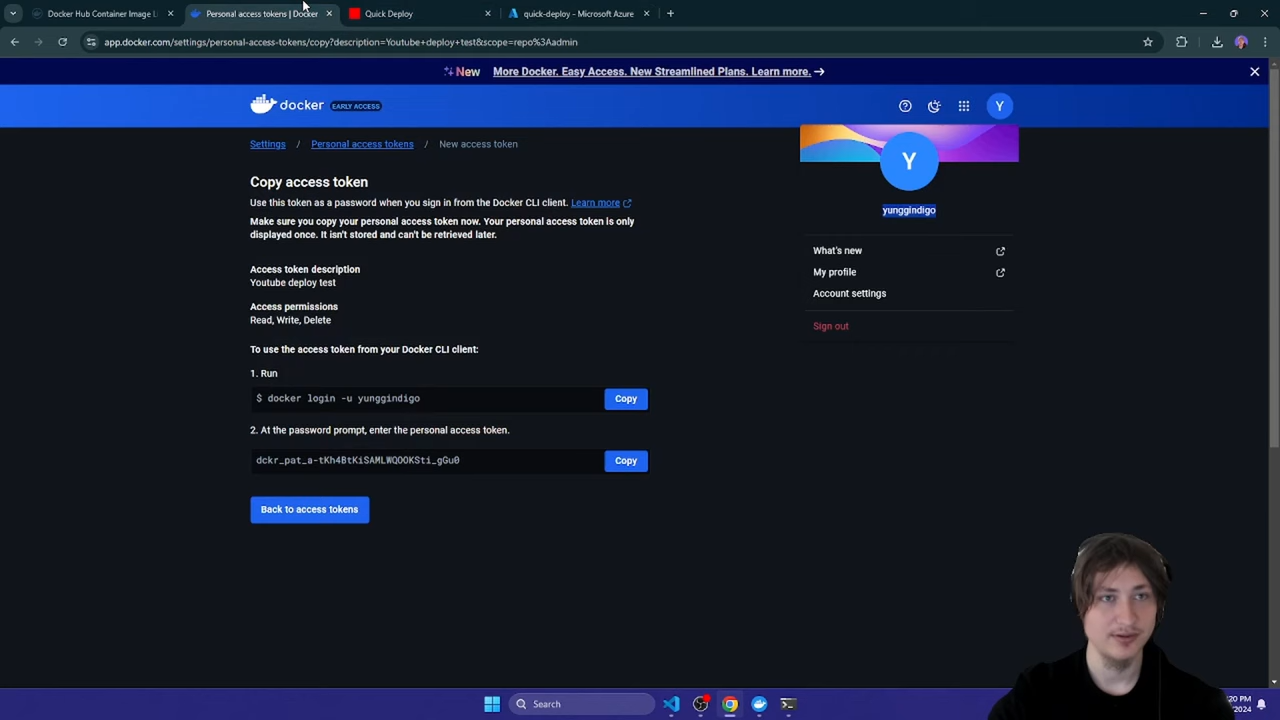 Docker Hub Container Image L
Personal access tokens | Docker
Quick Deploy
quick-deploy - Microsoft Azure
app.docker.com/settings/personal-access-tokens/copy?description=Youtube+deploy+test&scope=repo%3Aadmin
New More Docker. Easy Access. New Streamlined Plans. Learn more. →
docker EARLY ACCESS
Y
Settings / Personal access tokens / New access token
Y
yunggindigo
What's new
My profile
Account settings
Sign out
Copy access token
Use this token as a password when you sign in from the Docker CLI client. Learn more
Make sure you copy your personal access token now. Your personal access token is only
displayed once. It isn't stored and can't be retrieved later.
Access token description
Youtube deploy test
Access permissions
Read, Write, Delete
To use the access token from your Docker CLI client:
1. Run
$ docker login -u yunggindigo
Copy
2. At the password prompt, enter the personal access token.
dckr_pat_a-tKh4BtKiSAMLWQOOKSti_gGu0
Copy
Back to access tokens
Search
20 PM
2024